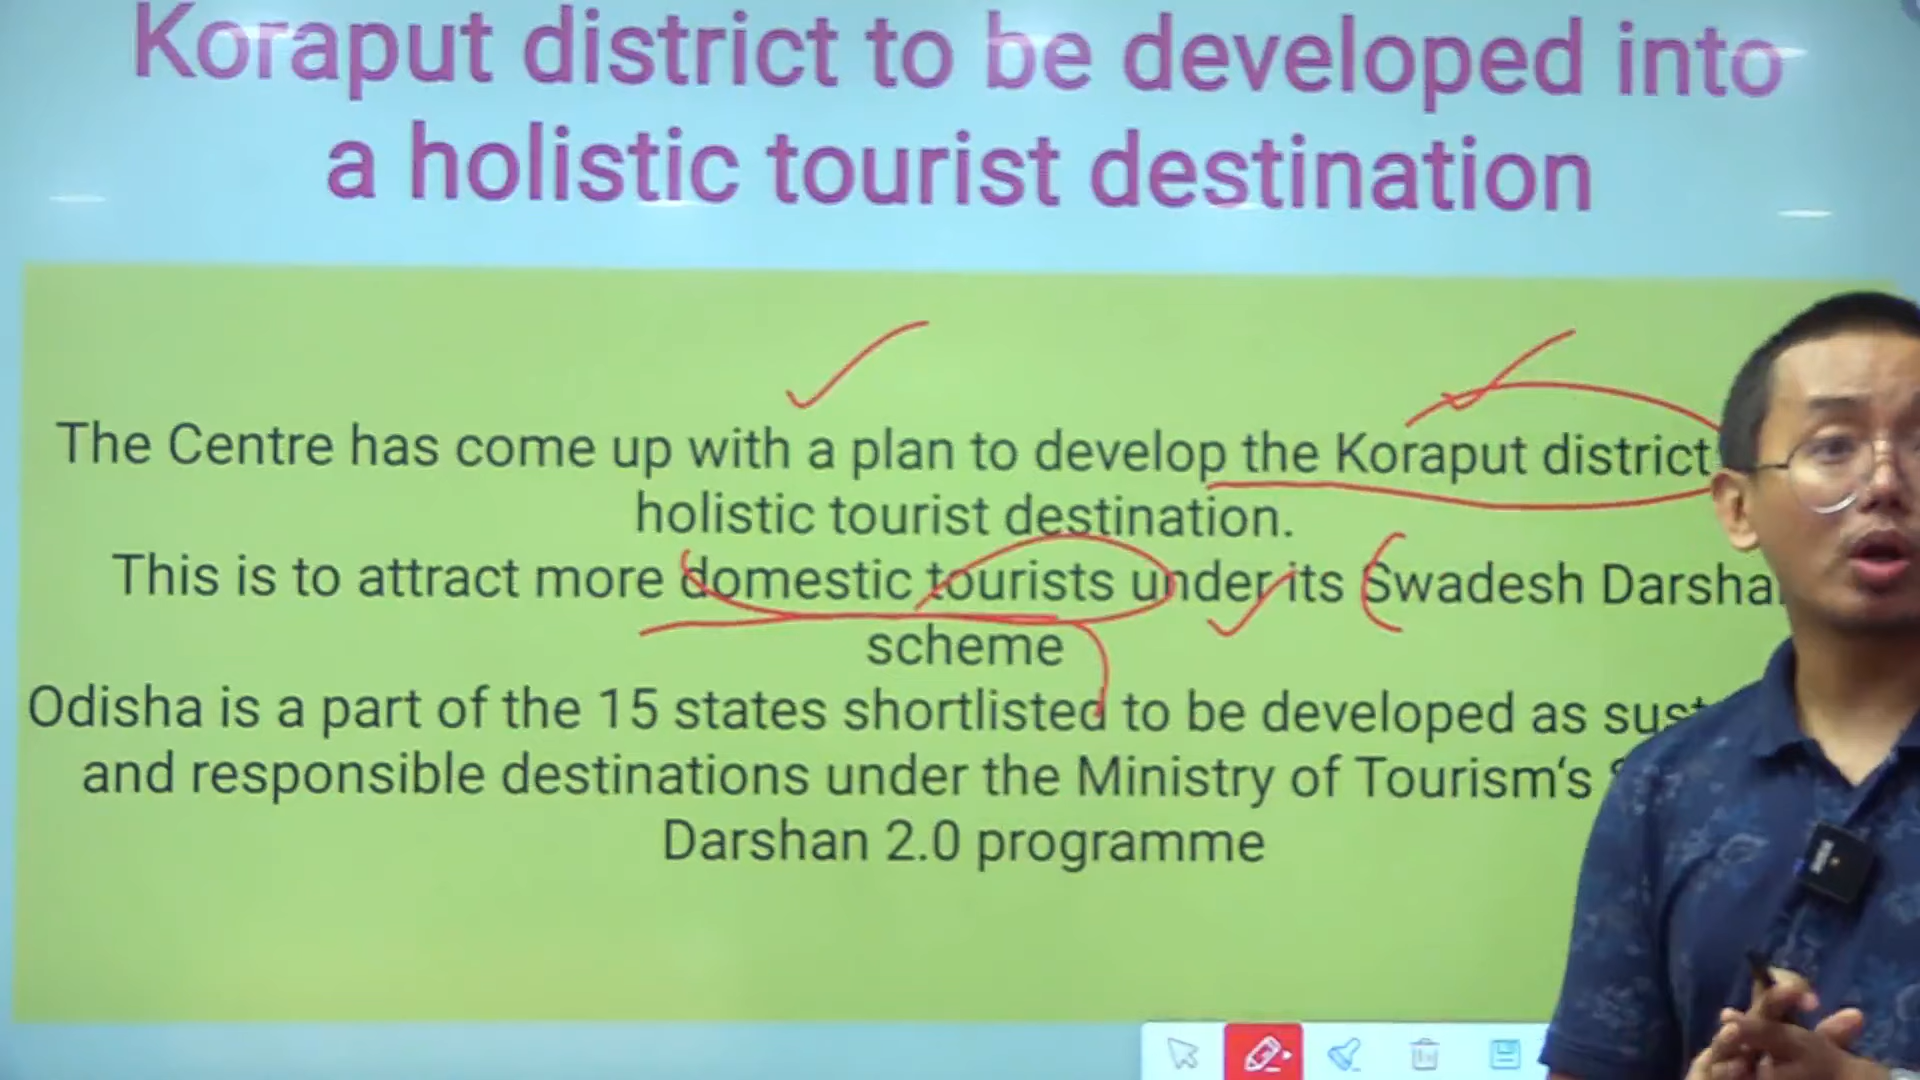 Koraput district to be developed into
a holistic tourist destination
The Centre has come up with a plan to develop the Koraput district
holistic tourist destination.
This is to attract more domestic tourists under its Swadesh
scheme
Odisha is a part of the 15 states shortlisted to be developed as
and responsible destinations under the Ministry of Tourism‘s
Darshan 2.0 programme